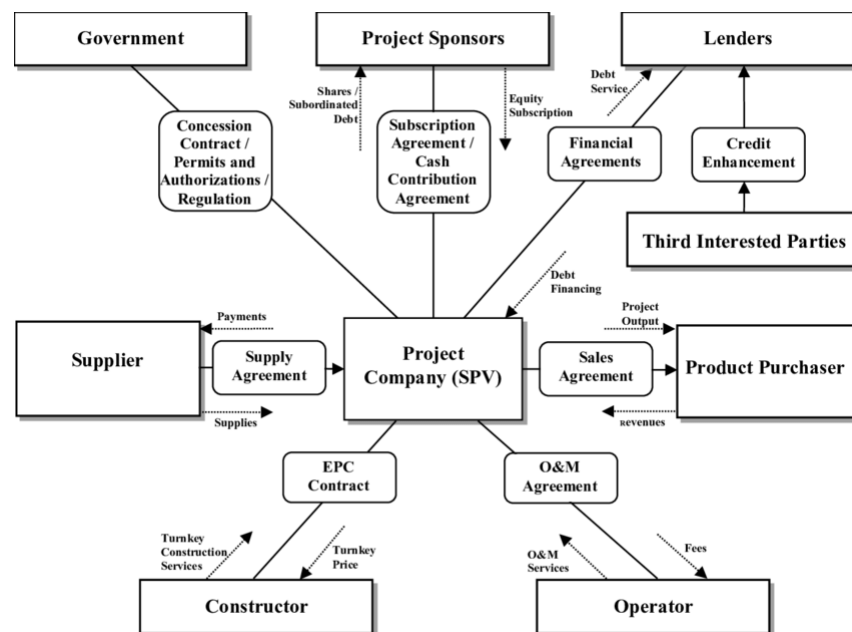 Government
Project Sponsors
Lenders
Shares /
Subordinated
Debt
Equity
Subscription
Debt
Service
Concession
Contract /
Permits and
Authorizations /
Regulation
Subscription
Agreement /
Cash
Contribution
Agreement
Financial
Agreements
Credit
Enhancement
Third Interested Parties
Debt
Financing
Payments
Project
Output
Supplier
Supply
Agreement
Project
Company (SPV)
Sales
Agreement
Product Purchaser
Supplies
Revenues
EPC
Contract
O&M
Agreement
Turnkey
Construction
Services
Turnkey
Price
O&M
Services
Fees
Constructor
Operator